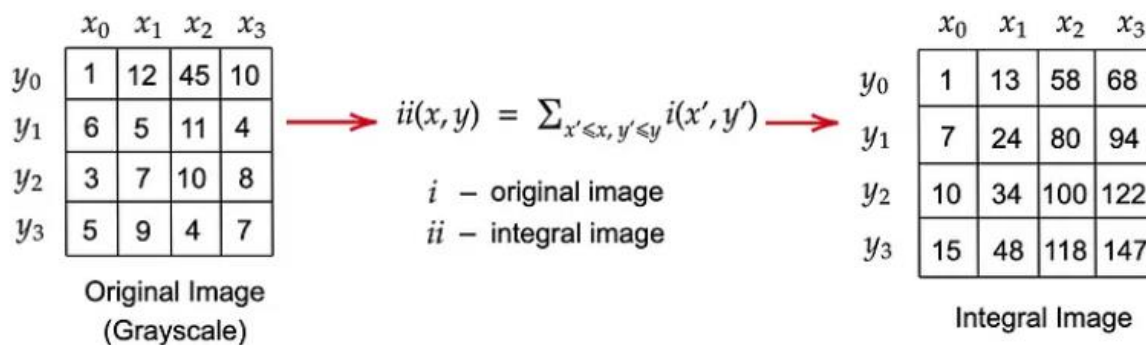 x₀ x₁ x₂ x₃
y₀ 1 12 45 10
y₁ 6 5 11 4
y₂ 3 7 10 8
y₃ 5 9 4 7
Original Image
(Grayscale)
ii(x,y) = ∑x′⩽x, y′⩽y i(x′,y′)
i – original image
ii – integral image
x₀ x₁ x₂ x₃
y₀ 1 13 58 68
y₁ 7 24 80 94
y₂ 10 34 100 122
y₃ 15 48 118 147
Integral Image